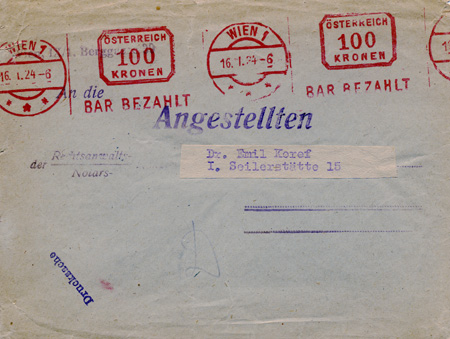 WIEN 1
16.I.24-6
ÖSTERREICH
100
KRONEN
BAR BEZAHLT
WIEN 1
16.I.24-6
ÖSTERREICH
100
KRONEN
BAR BEZAHLT
An die
Angestellten
der Rechtsanwalts-
Notars-
Dr. Emil Koref
I. Seilerstätte 15
Drucksache